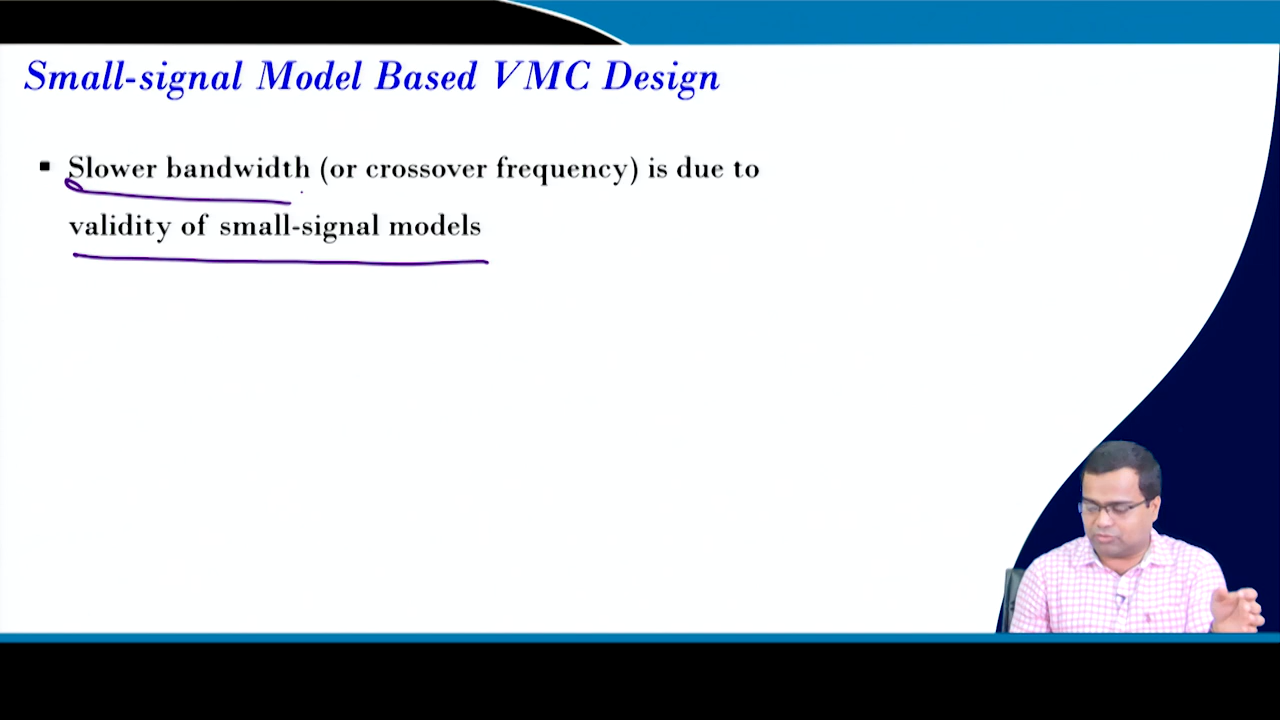 Small-signal Model Based VMC Design
▪ Slower bandwidth (or crossover frequency) is due to
validity of small-signal models